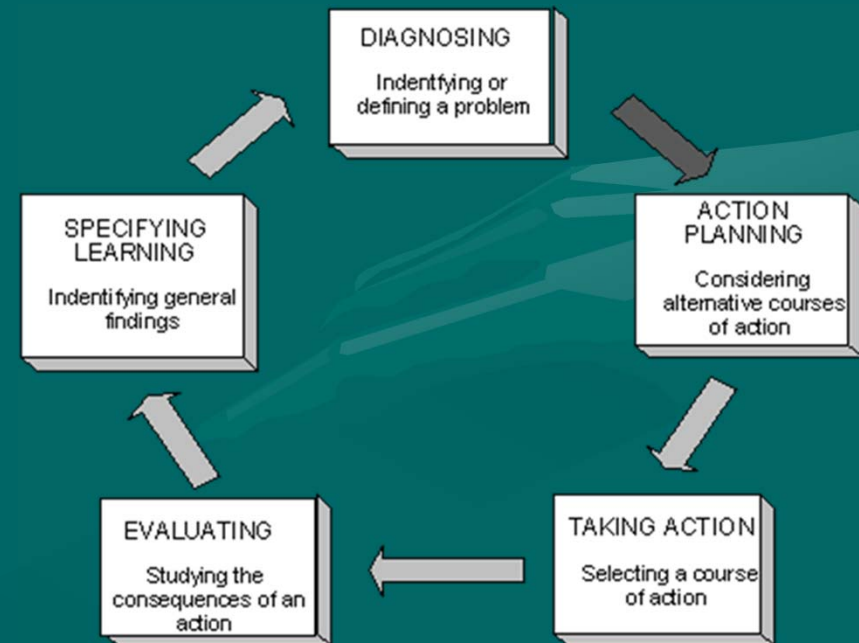 DIAGNOSING
Indentfying or
defining a problem
ACTION
PLANNING
Considering
alternative courses
of action
TAKING ACTION
Selecting a course
of action
EVALUATING
Studying the
consequences of an
action
SPECIFYING
LEARNING
Indentifying general
findings